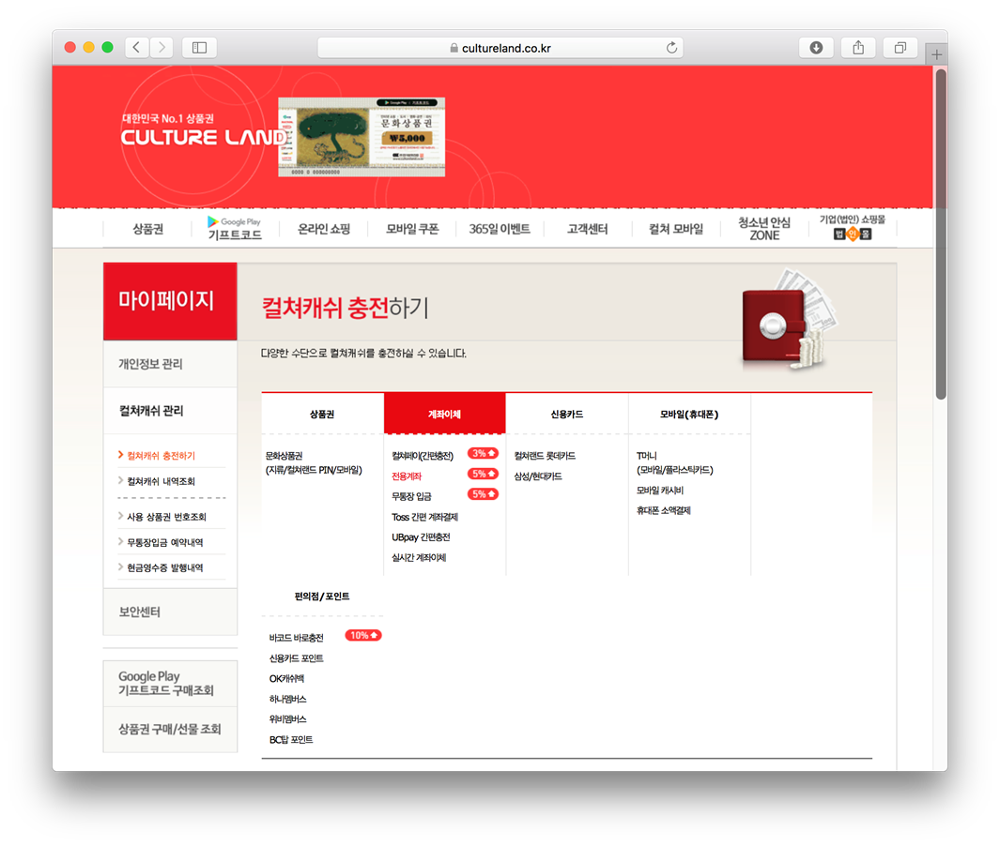 cultureland.co.kr
대한민국 No.1 상품권
CULTURE LAND
Google Play | 기프트코드
문화상품권
₩5,000
0000 0 000000000
상품권
Google Play
기프트코드
온라인 쇼핑
모바일 쿠폰
365일 이벤트
고객센터
컬쳐 모바일
청소년 안심
ZONE
기업(법인) 쇼핑몰
법인몰
마이페이지
개인정보 관리
컬쳐캐쉬 관리
컬쳐캐쉬 충전하기
컬쳐캐쉬 내역조회
사용 상품권 번호조회
무통장입금 예약내역
현금영수증 발행내역
보안센터
Google Play
기프트코드 구매조회
상품권 구매/선물 조회
컬쳐캐쉬 충전하기
다양한 수단으로 컬쳐캐쉬를 충전하실 수 있습니다.
상품권
문화상품권
(지류/컬쳐랜드 PIN/모바일)
계좌이체
컬쳐페이(간편충전) 3%
전용계좌 5%
무통장 입금 5%
Toss 간편 계좌결제
UBpay 간편충전
실시간 계좌이체
신용카드
컬쳐랜드 롯데카드
삼성/현대카드
모바일(휴대폰)
T머니
(모바일/플라스틱카드)
모바일 캐시비
휴대폰 소액결제
편의점/포인트
바코드 바로충전 10%
신용카드 포인트
OK캐쉬백
하나멤버스
위비멤버스
BC탑 포인트